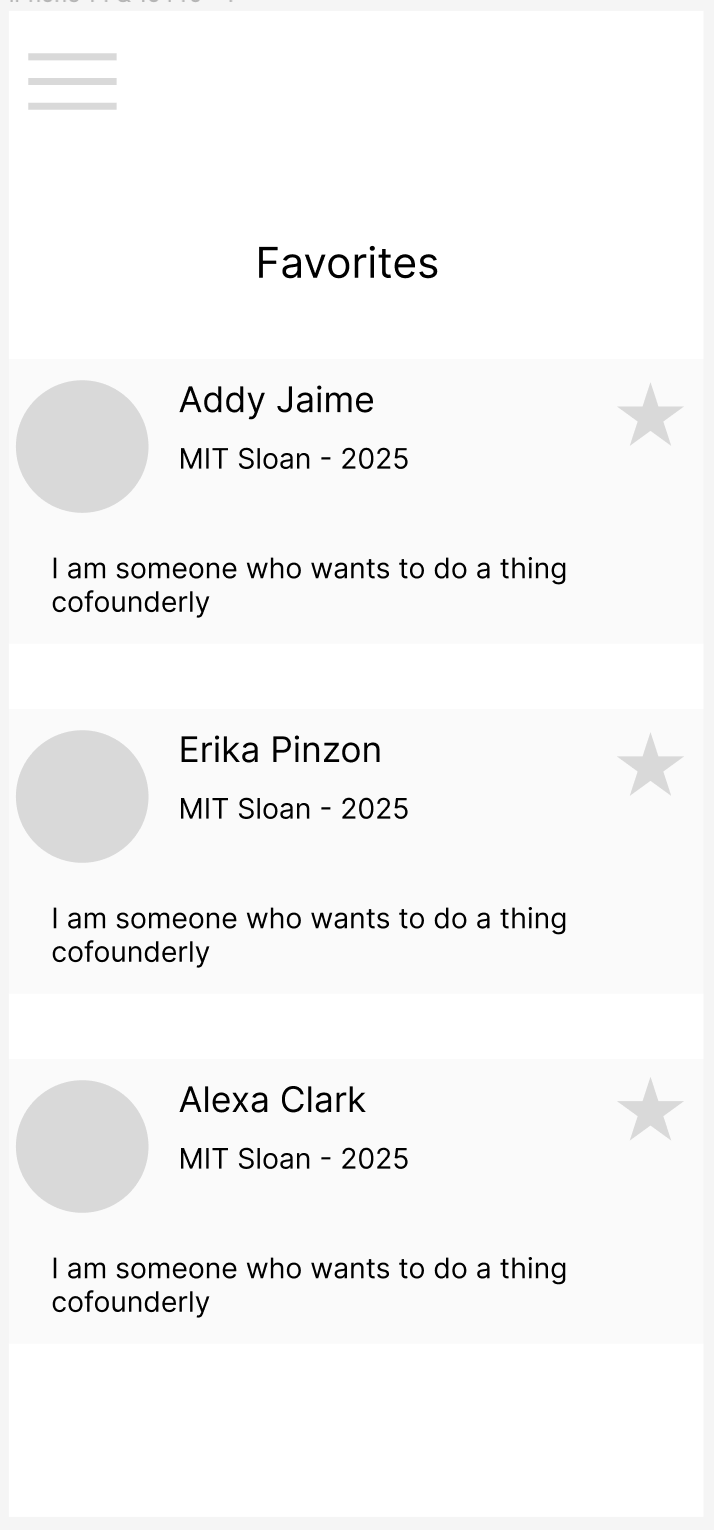 Favorites
Addy Jaime
MIT Sloan - 2025
I am someone who wants to do a thing
cofounderly
Erika Pinzon
MIT Sloan - 2025
I am someone who wants to do a thing
cofounderly
Alexa Clark
MIT Sloan - 2025
I am someone who wants to do a thing
cofounderly